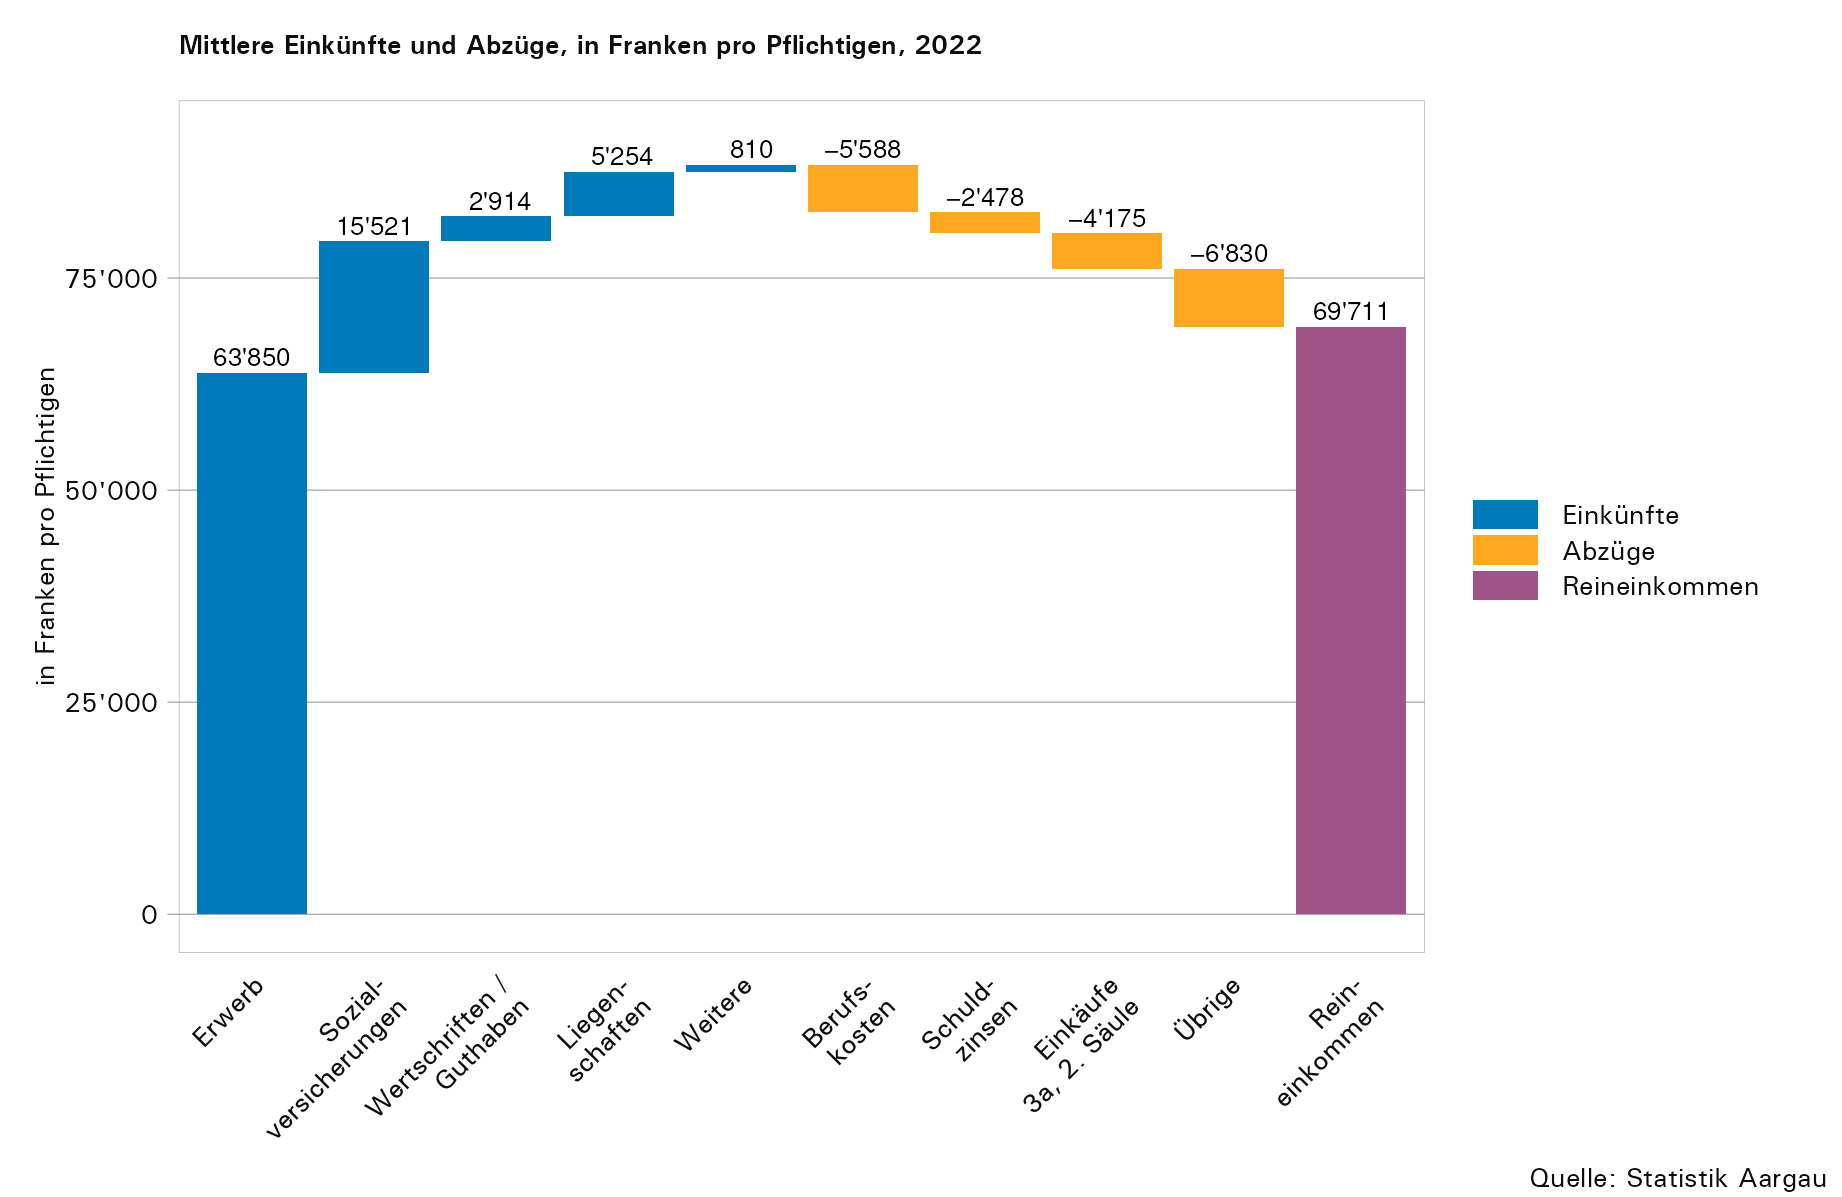 Mittlere Einkünfte und Abzüge, in Franken pro Pflichtigen, 2022
in Franken pro Pflichtigen
75'000
50'000
25'000
0
63'850
15'521
2'914
5'254
810
–5'588
–2'478
–4'175
–6'830
69'711
Erwerb
Sozial-
versicherungen
Wertschriften /
Guthaben
Liegen-
schaften
Weitere
Berufs-
kosten
Schuld-
zinsen
Einkäufe
3a, 2. Säule
Übrige
Rein-
einkommen
Einkünfte
Abzüge
Reineinkommen
Quelle: Statistik Aargau